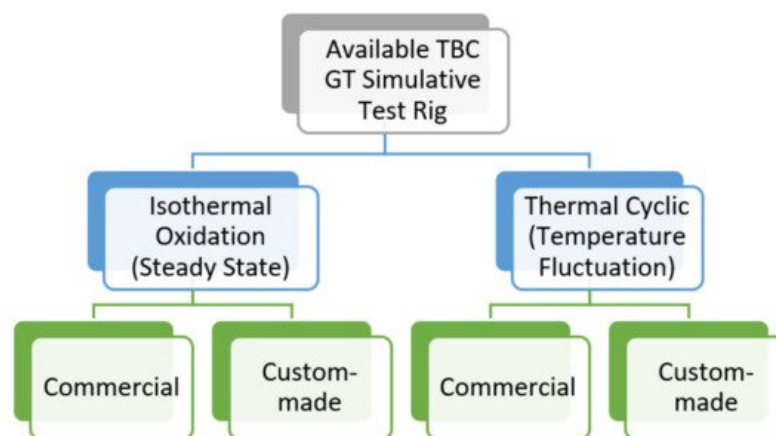 Available TBC
GT Simulative
Test Rig
Isothermal
Oxidation
(Steady State)
Thermal Cyclic
(Temperature
Fluctuation)
Commercial
Custom-
made
Commercial
Custom-
made